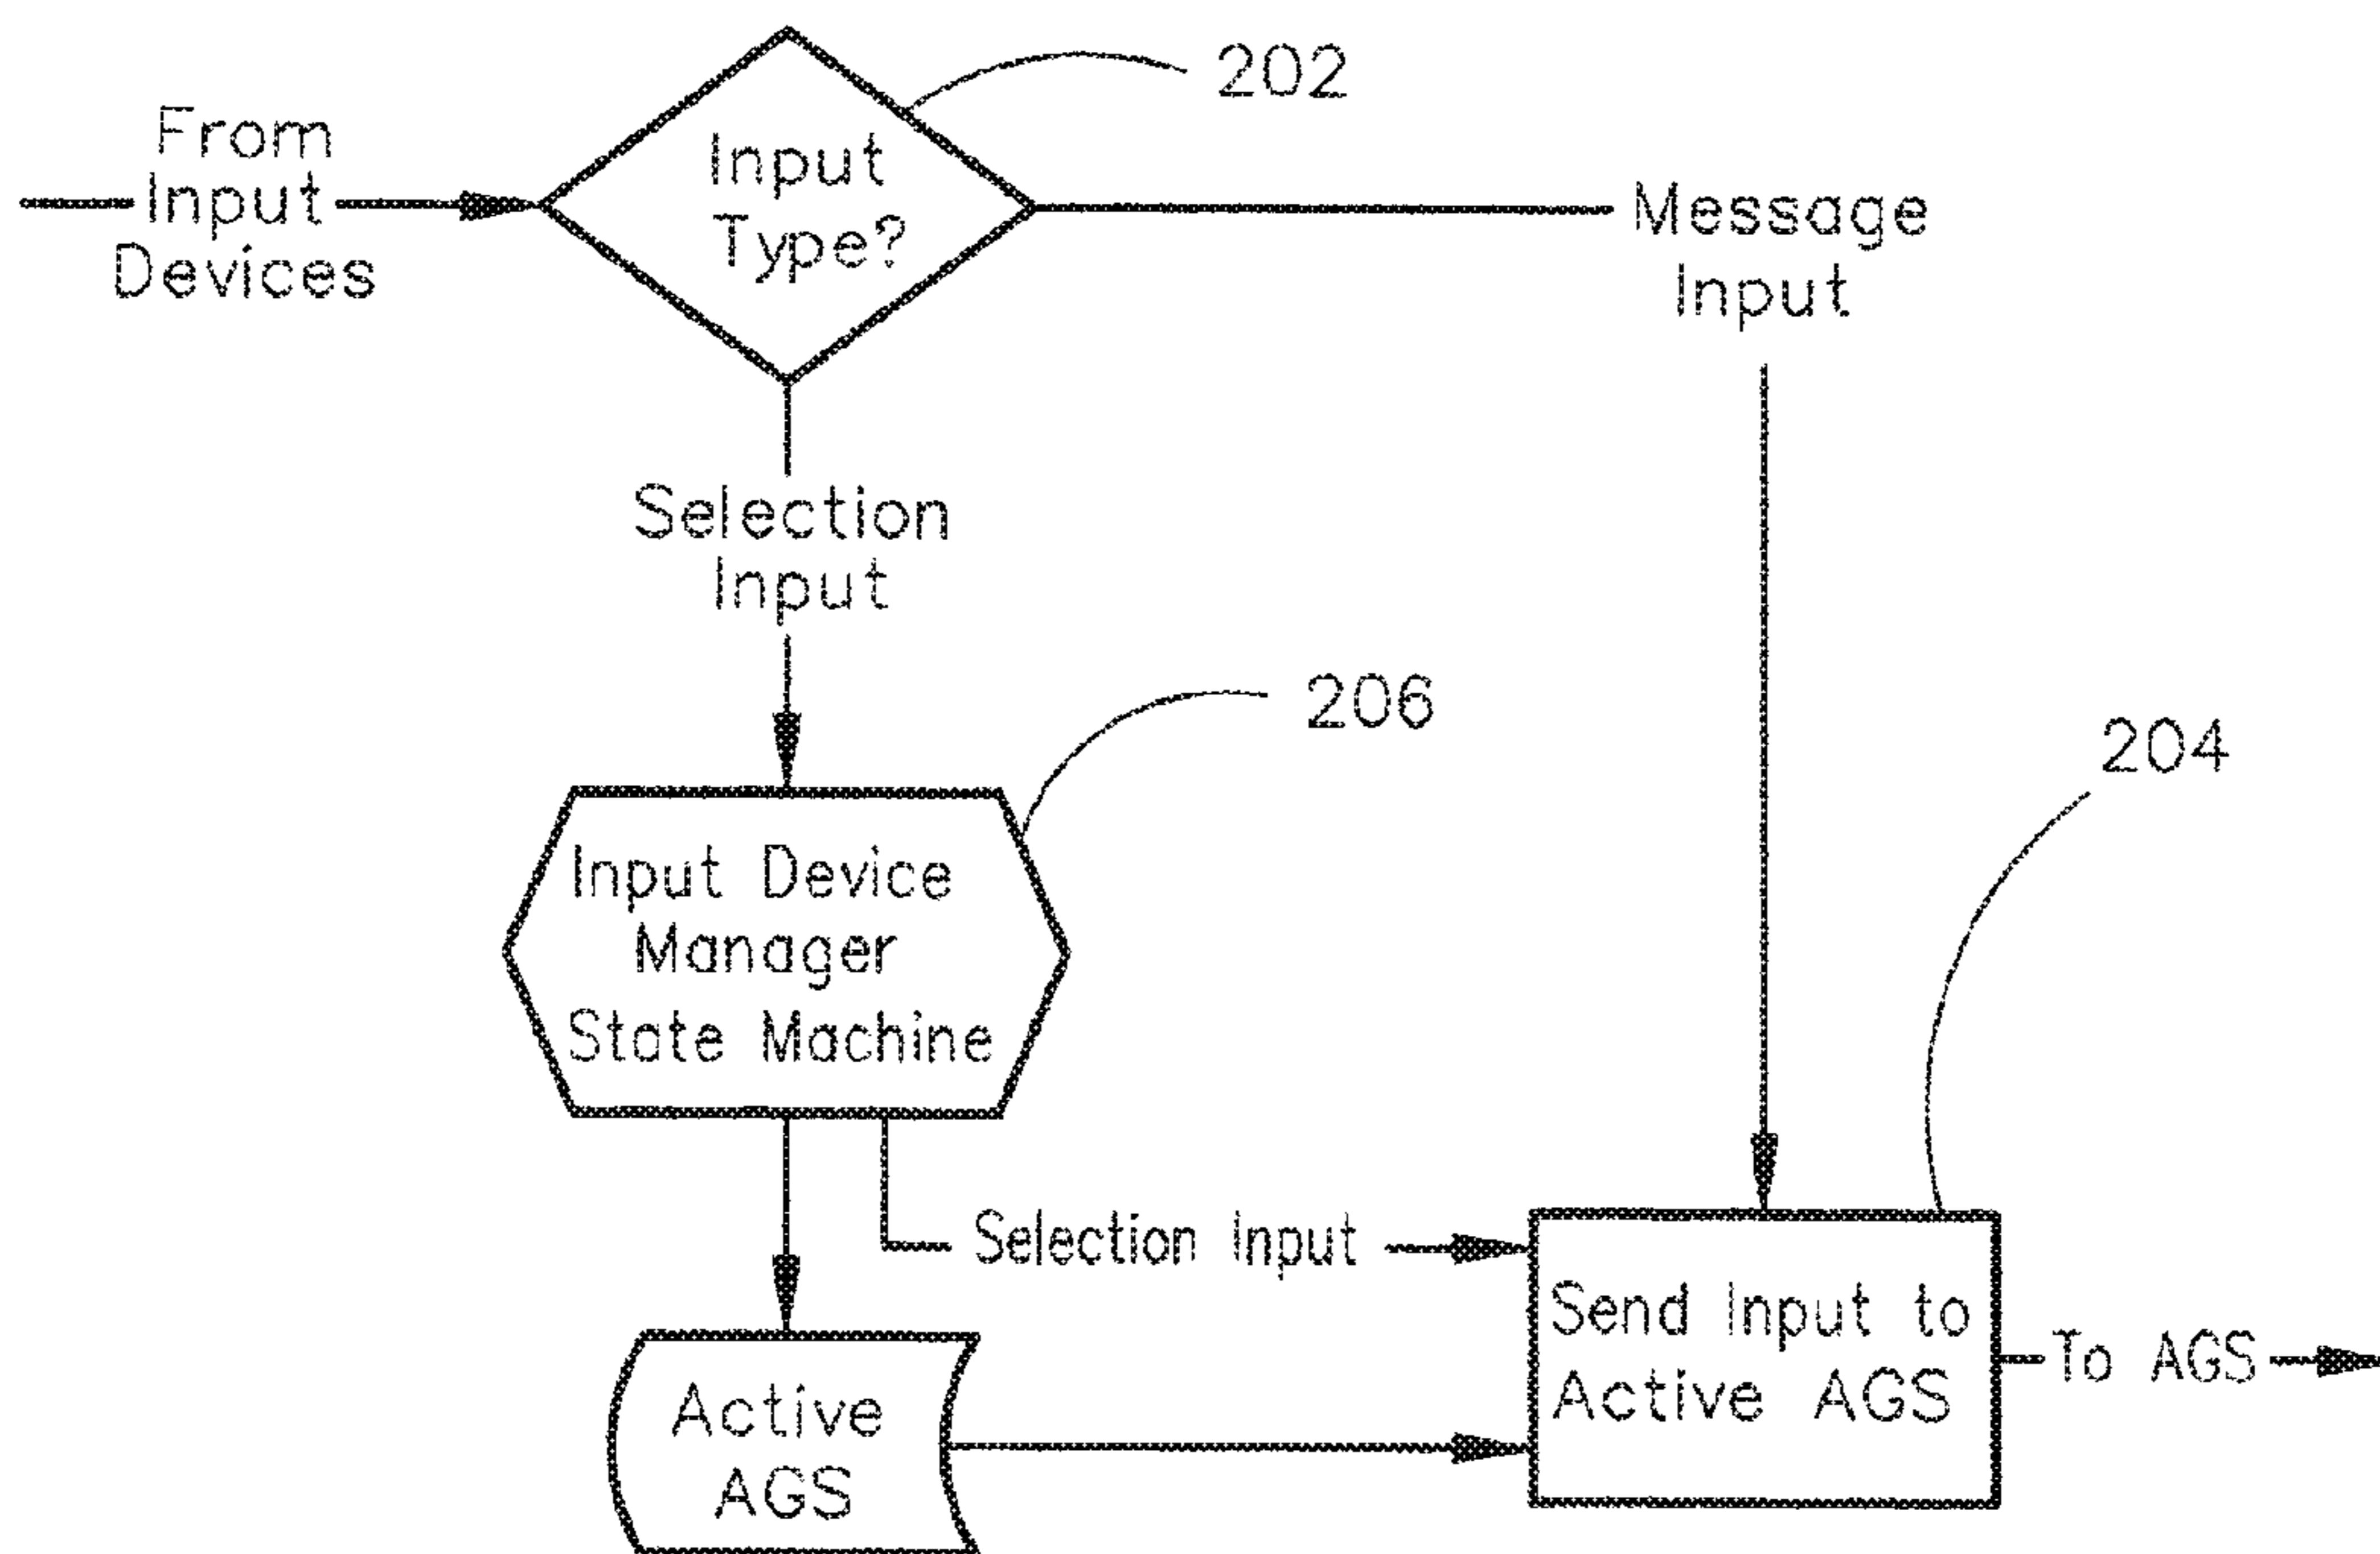 202
From
Input
Devices
Input
Type?
Message
Input
Selection
Input
206
204
Input Device
Manager
State Machine
Selection Input
Send Input to
Active AGS
To AGS
Active
AGS